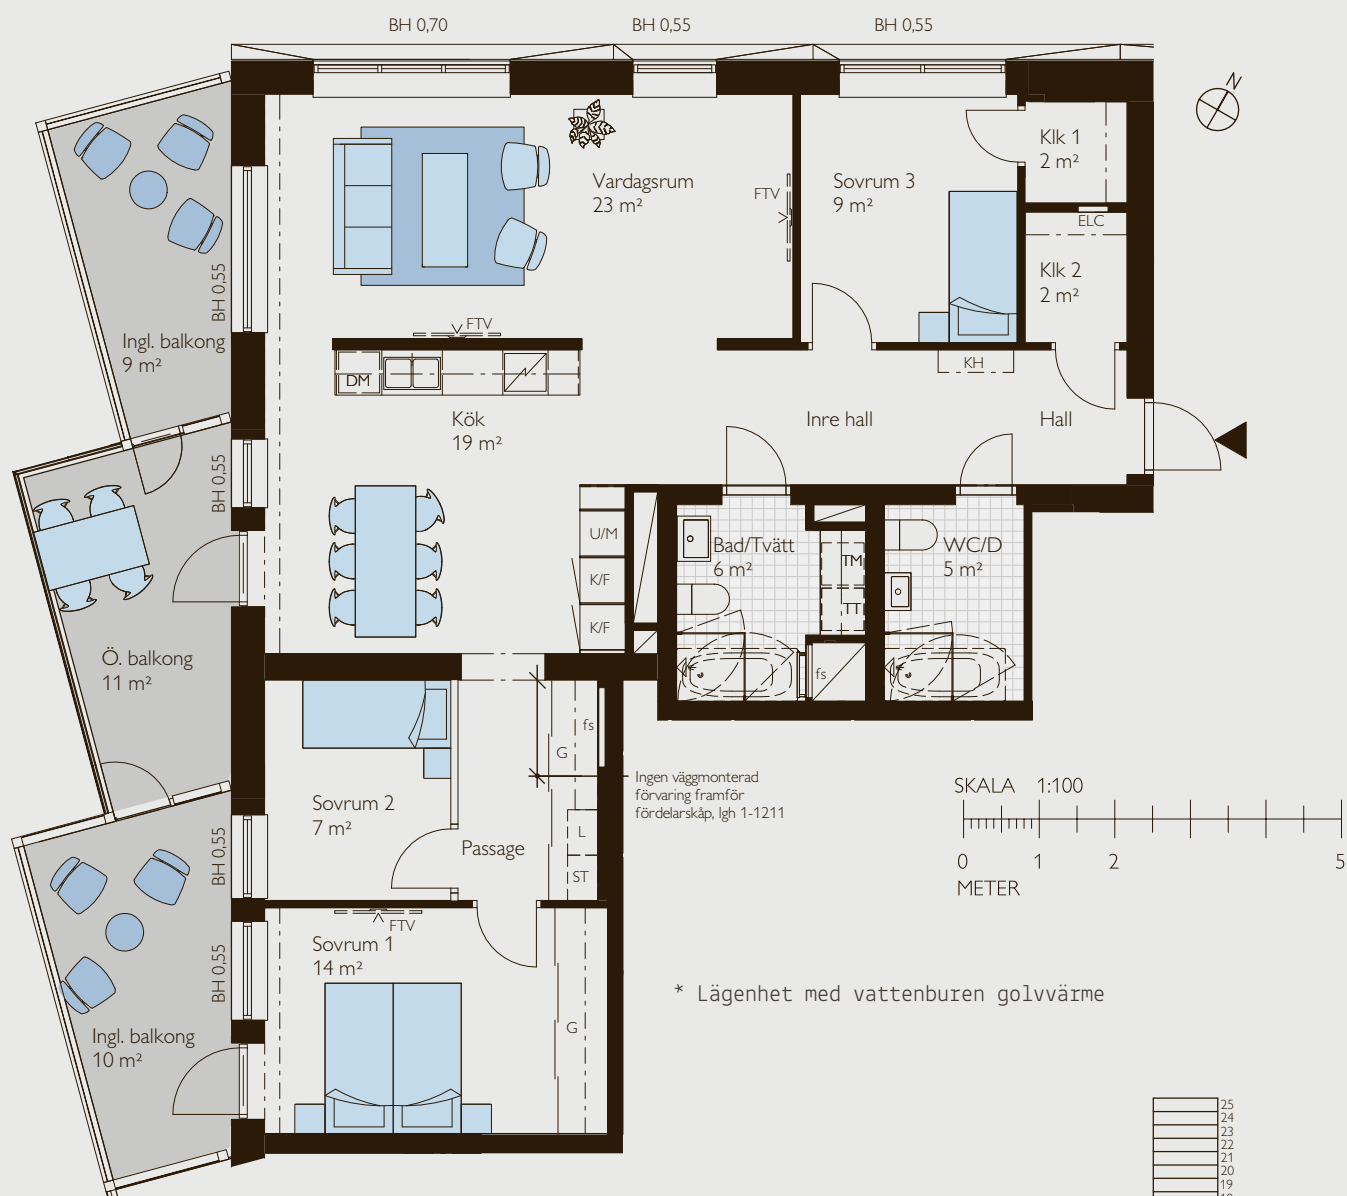 BH 0,70
BH 0,55
BH 0,55
N
Klk 1
2 m²
Vardagsrum
23 m²
FTV
Sovrum 3
9 m²
ELC
Klk 2
2 m²
BH 0,55
Ingl. balkong
9 m²
FTV
DM
KH
Kök
19 m²
Inre hall
Hall
BH 0,55
U/M
K/F
K/F
Bad/Tvätt
6 m²
TM
TT
WC/D
5 m²
fs
Ö. balkong
11 m²
fs
G
Ingen väggmonterad
förvaring framför
fördelarskåp, lgh 1-1211
SKALA 1:100
0 1 2 5
METER
Sovrum 2
7 m²
BH 0,55
Passage
L
ST
FTV
Sovrum 1
14 m²
BH 0,55
G
* Lägenhet med vattenburen golvvärme
Ingl. balkong
10 m²
25
24
23
22
21
20
19